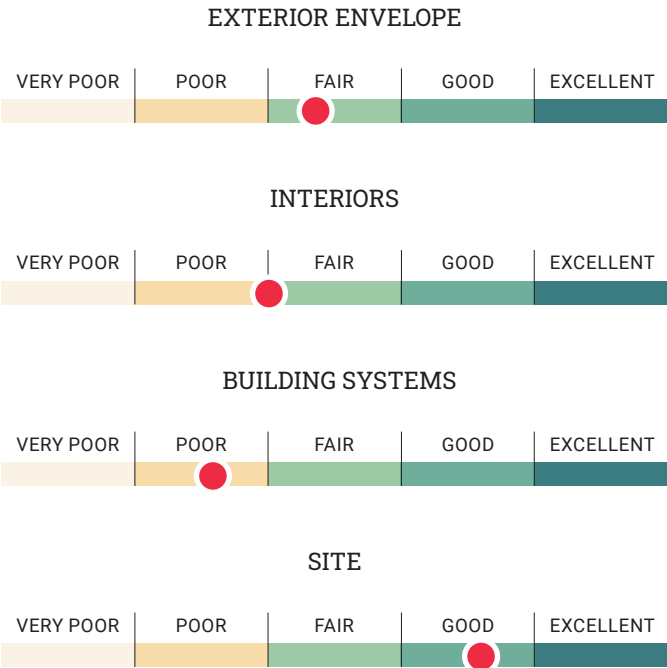 EXTERIOR ENVELOPE
VERY POOR POOR FAIR GOOD EXCELLENT
INTERIORS
VERY POOR POOR FAIR GOOD EXCELLENT
BUILDING SYSTEMS
VERY POOR POOR FAIR GOOD EXCELLENT
SITE
VERY POOR POOR FAIR GOOD EXCELLENT